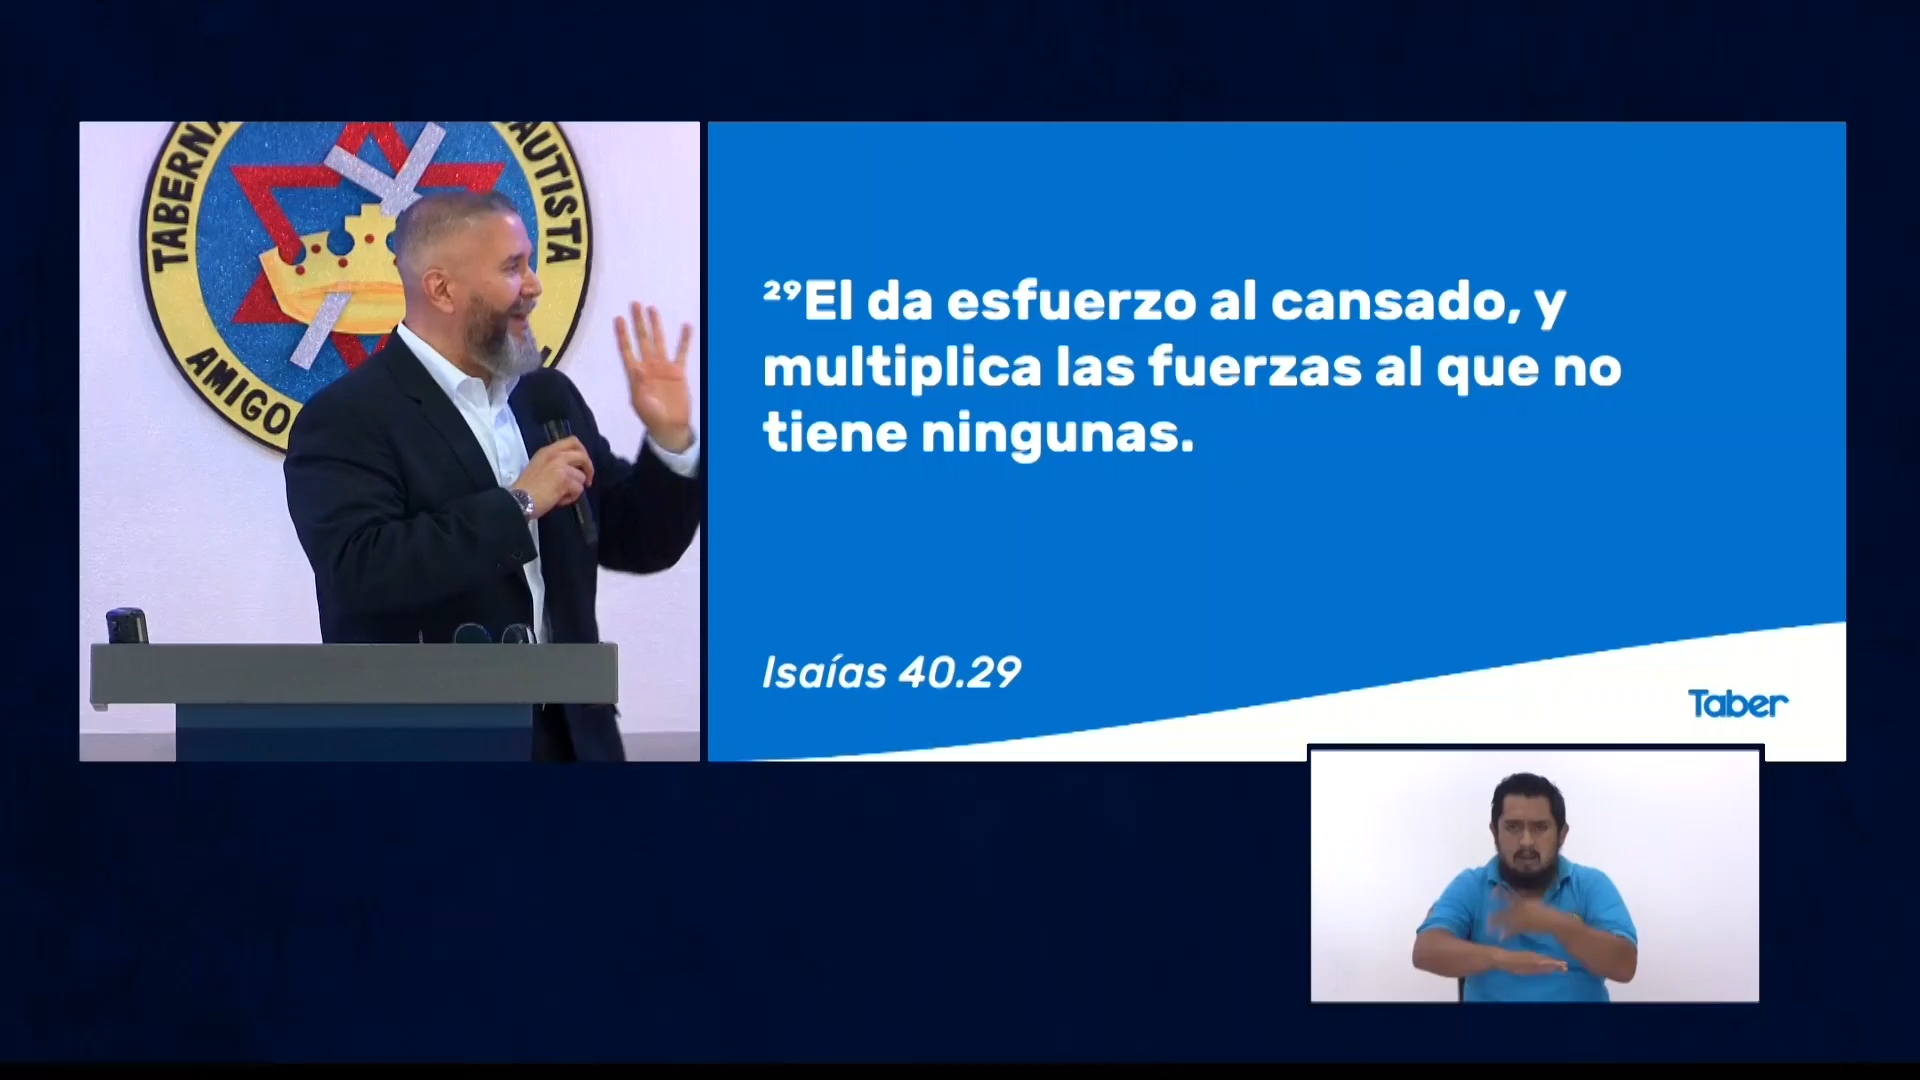 TABERNA
AUTISTA
AMIGO
²⁹El da esfuerzo al cansado, y
multiplica las fuerzas al que no
tiene ningunas.
Isaías 40.29
Taber